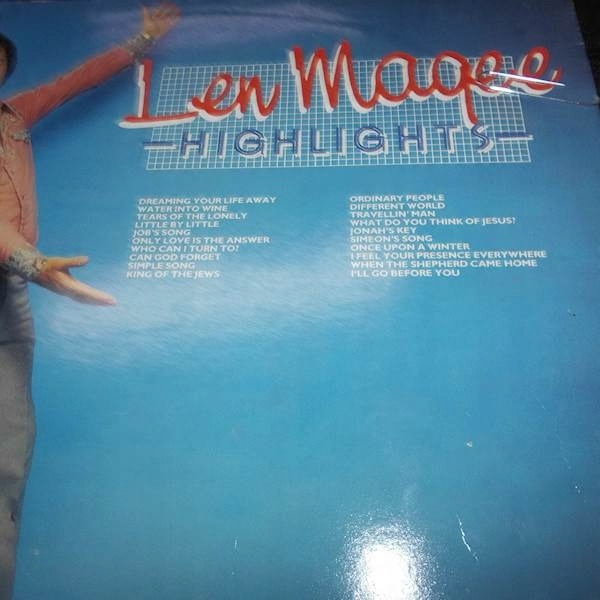 Len Magee
HIGHLIGHTS
DREAMING YOUR LIFE AWAY
WATER INTO WINE
TEARS OF THE LONELY
LITTLE BY LITTLE
JOB'S SONG
ONLY LOVE IS THE ANSWER
WHO CAN I TURN TO?
CAN GOD FORGET
SIMPLE SONG
KING OF THE JEWS
ORDINARY PEOPLE
DIFFERENT WORLD
TRAVELLIN' MAN
WHAT DO YOU THINK OF JESUS?
JONAH'S KEY
SIMEON'S SONG
ONCE UPON A WINTER
I FEEL YOUR PRESENCE EVERYWHERE
WHEN THE SHEPHERD CAME HOME
I'LL GO BEFORE YOU